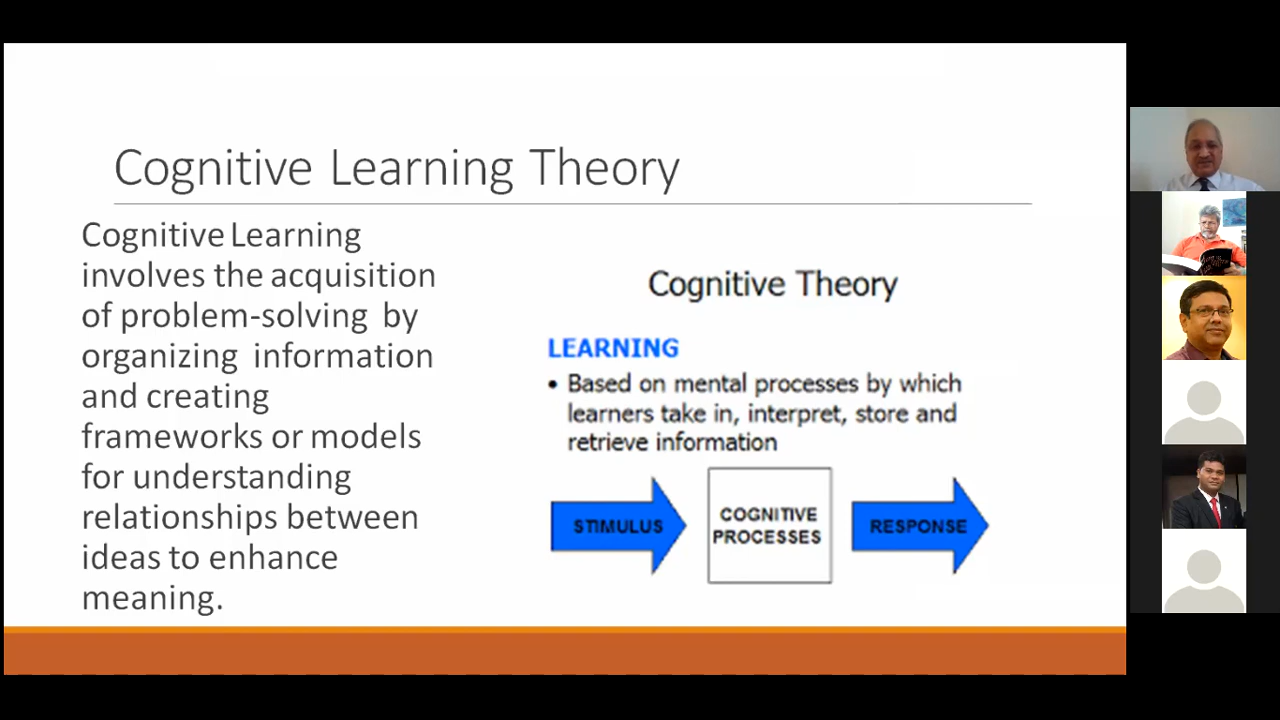 Cognitive Learning Theory
Cognitive Learning
involves the acquisition
of problem-solving by
organizing information
and creating
frameworks or models
for understanding
relationships between
ideas to enhance
meaning.
Cognitive Theory
LEARNING
• Based on mental processes by which
learners take in, interpret, store and
retrieve information
STIMULUS
COGNITIVE
PROCESSES
RESPONSE